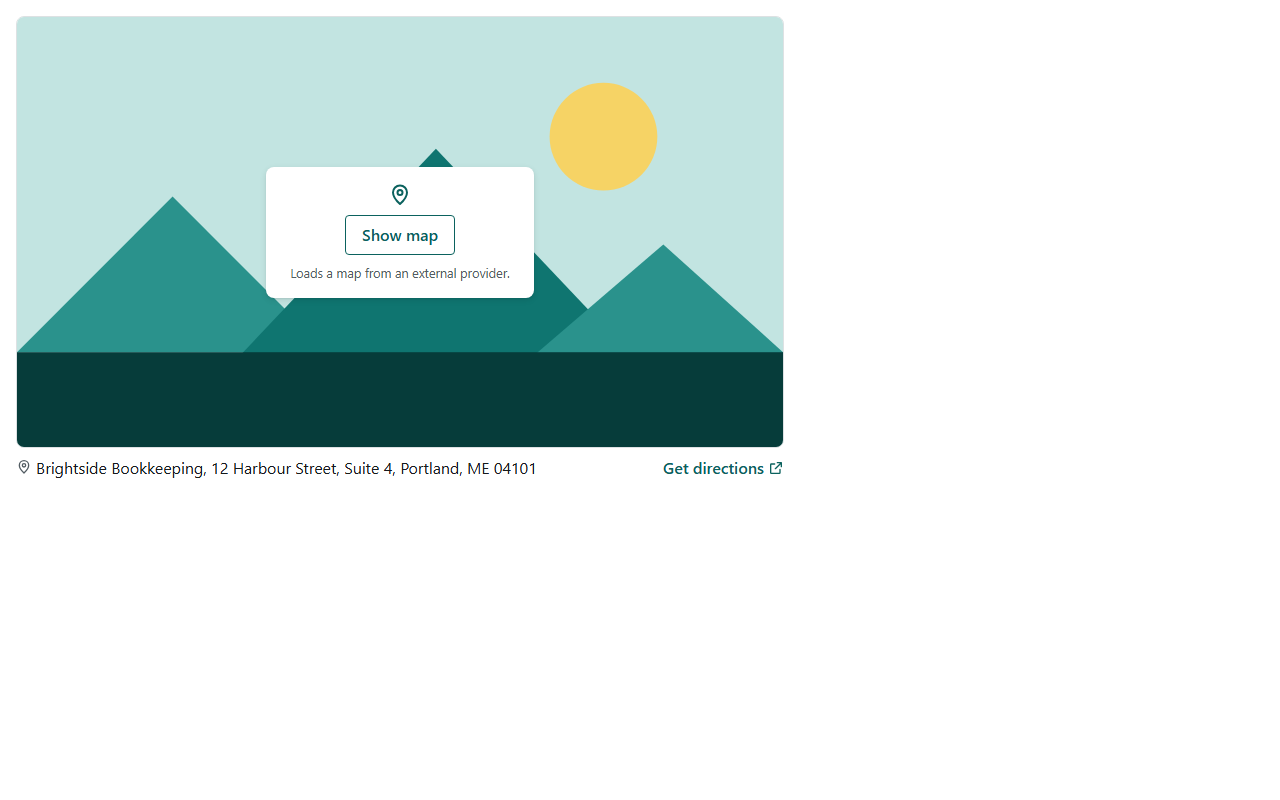 Show map
Loads a map from an external provider.
Brightside Bookkeeping, 12 Harbour Street, Suite 4, Portland, ME 04101
Get directions